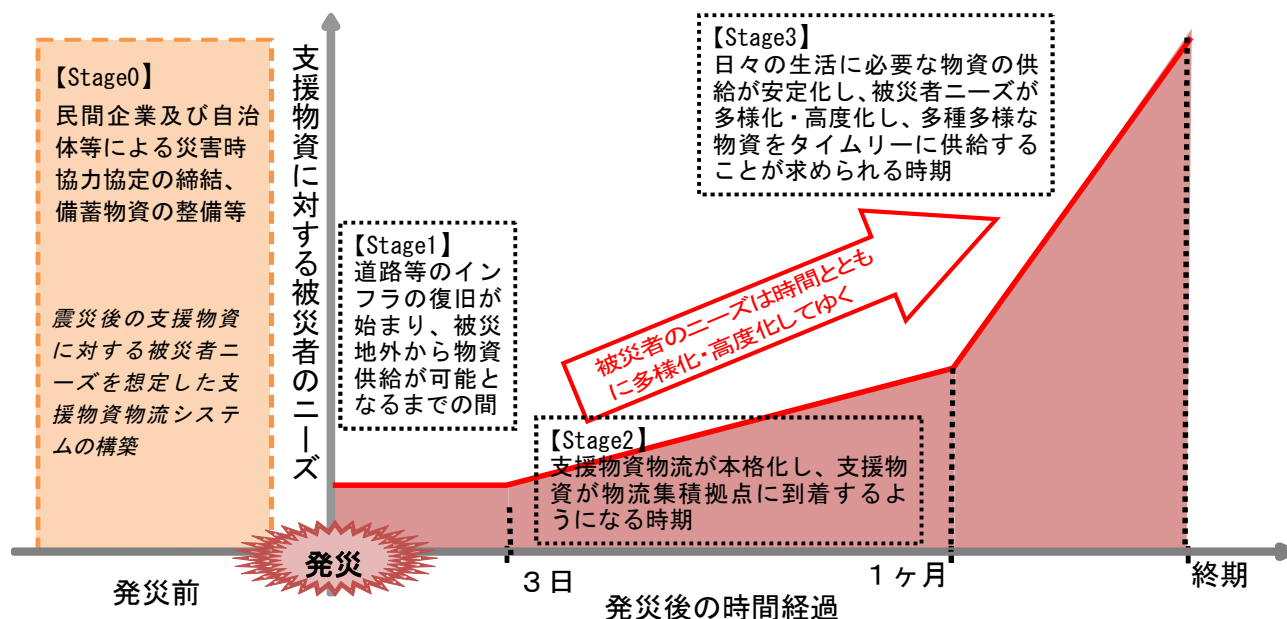 【Stage0】
民間企業及び自治
体等による災害時
協力協定の締結、
備蓄物資の整備等
震災後の支援物資
に対する被災者ニ
ーズを想定した支
援物資物流システ
ムの構築
支援物資に対する被災者のニーズ
【Stage1】
道路等のイン
フラの復旧が
始まり、被災
地外から物資
供給が可能と
なるまでの間
【Stage2】
支援物資物流が本格化し、支援物
資が物流集積拠点に到着するよ
うになる時期
【Stage3】
日々の生活に必要な物資の供
給が安定化し、被災者ニーズが
多様化・高度化し、多種多様な
物資をタイムリーに供給する
ことが求められる時期
被災者のニーズは時間ととも
に多様化・高度化してゆく
発災
発災前
3日
1ヶ月
終期
発災後の時間経過